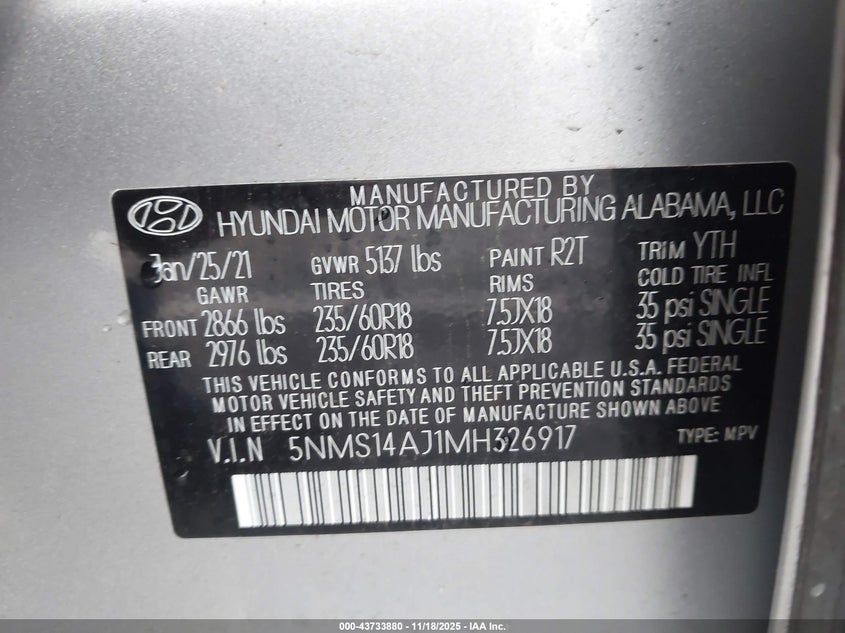 MANUFACTURED BY
HYUNDAI MOTOR MANUFACTURING ALABAMA, LLC
Jan/25/21 GVWR 5137 lbs PAINT R2T TRIM YTH
GAWR TIRES RIMS COLD TIRE INFL
FRONT 2866 lbs 235/60R18 7.5JX18 35 psi SINGLE
REAR 2976 lbs 235/60R18 7.5JX18 35 psi SINGLE
THIS VEHICLE CONFORMS TO ALL APPLICABLE U.S.A. FEDERAL
MOTOR VEHICLE SAFETY AND THEFT PREVENTION STANDARDS
IN EFFECT ON THE DATE OF MANUFACTURE SHOWN ABOVE
V.I.N 5NMS14AJ1MH326917 TYPE: MPV
000-43733880 — 11/18/2025 — IAA Inc.